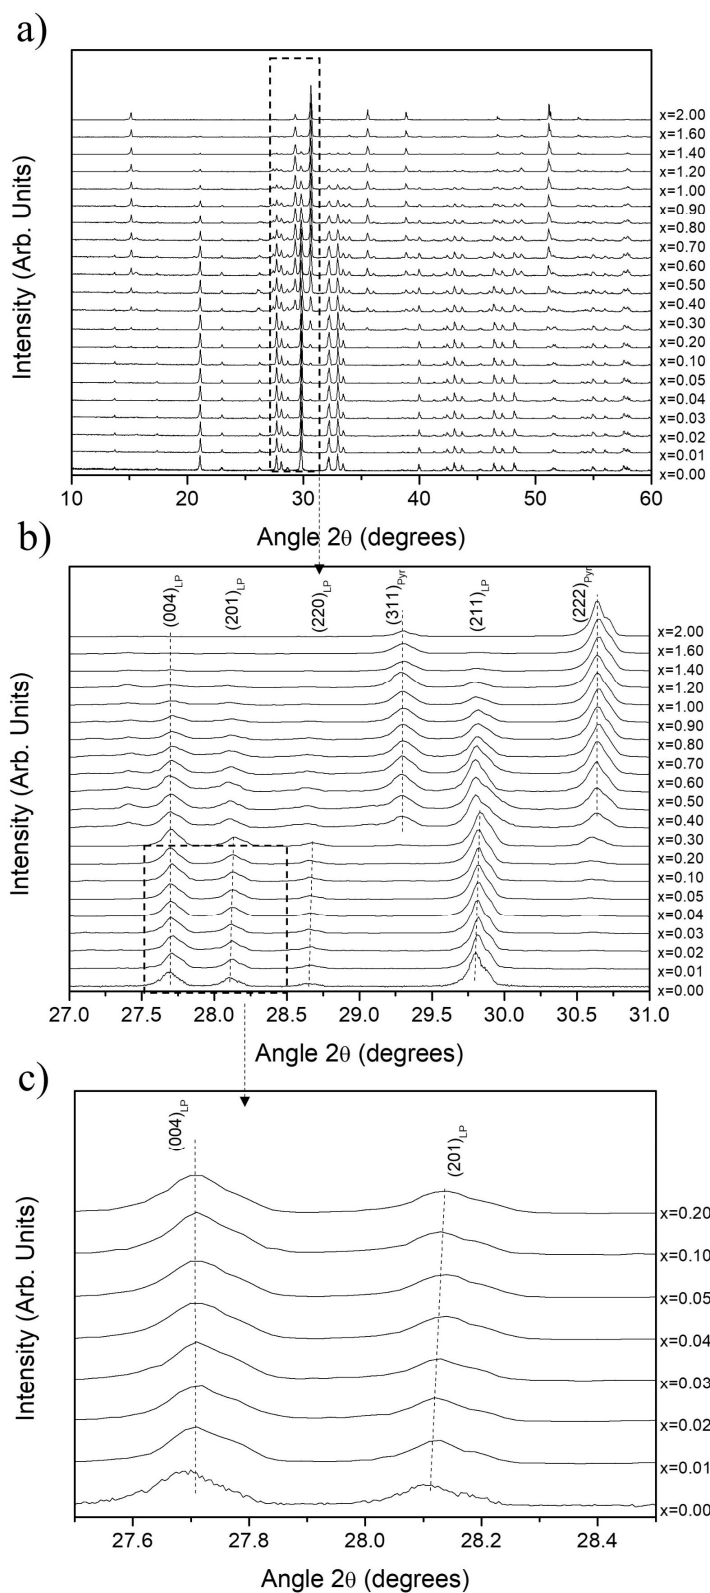 a)
Intensity (Arb. Units)
x=2.00
x=1.60
x=1.40
x=1.20
x=1.00
x=0.90
x=0.80
x=0.70
x=0.60
x=0.50
x=0.40
x=0.30
x=0.20
x=0.10
x=0.05
x=0.04
x=0.03
x=0.02
x=0.01
x=0.00
10 20 30 40 50 60
Angle 2θ (degrees)
b)
(004)LP (201)LP (220)LP (311)Pyr (211)LP (222)Pyr
Intensity (Arb. Units)
x=2.00
x=1.60
x=1.40
x=1.20
x=1.00
x=0.90
x=0.80
x=0.70
x=0.60
x=0.50
x=0.40
x=0.30
x=0.20
x=0.10
x=0.05
x=0.04
x=0.03
x=0.02
x=0.01
x=0.00
27.0 27.5 28.0 28.5 29.0 29.5 30.0 30.5 31.0
Angle 2θ (degrees)
c)
(004)LP (201)LP
Intensity (Arb. Units)
x=0.20
x=0.10
x=0.05
x=0.04
x=0.03
x=0.02
x=0.01
x=0.00
27.6 27.8 28.0 28.2 28.4
Angle 2θ (degrees)